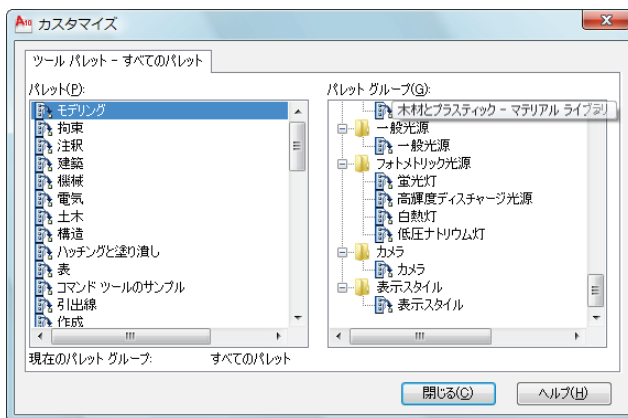 カスタマイズ
ツール パレット - すべてのパレット
パレット(P):
モデリング
拘束
注釈
建築
機械
電気
土木
構造
ハッチングと塗り潰し
表
コマンド ツールのサンプル
引出線
作成
パレット グループ(G):
木材とプラスティック - マテリアル ライブラリ
一般光源
一般光源
フォトメトリック光源
蛍光灯
高輝度ディスチャージ光源
白熱灯
低圧ナトリウム灯
カメラ
カメラ
表示スタイル
表示スタイル
現在のパレット グループ: すべてのパレット
閉じる(C)
ヘルプ(H)